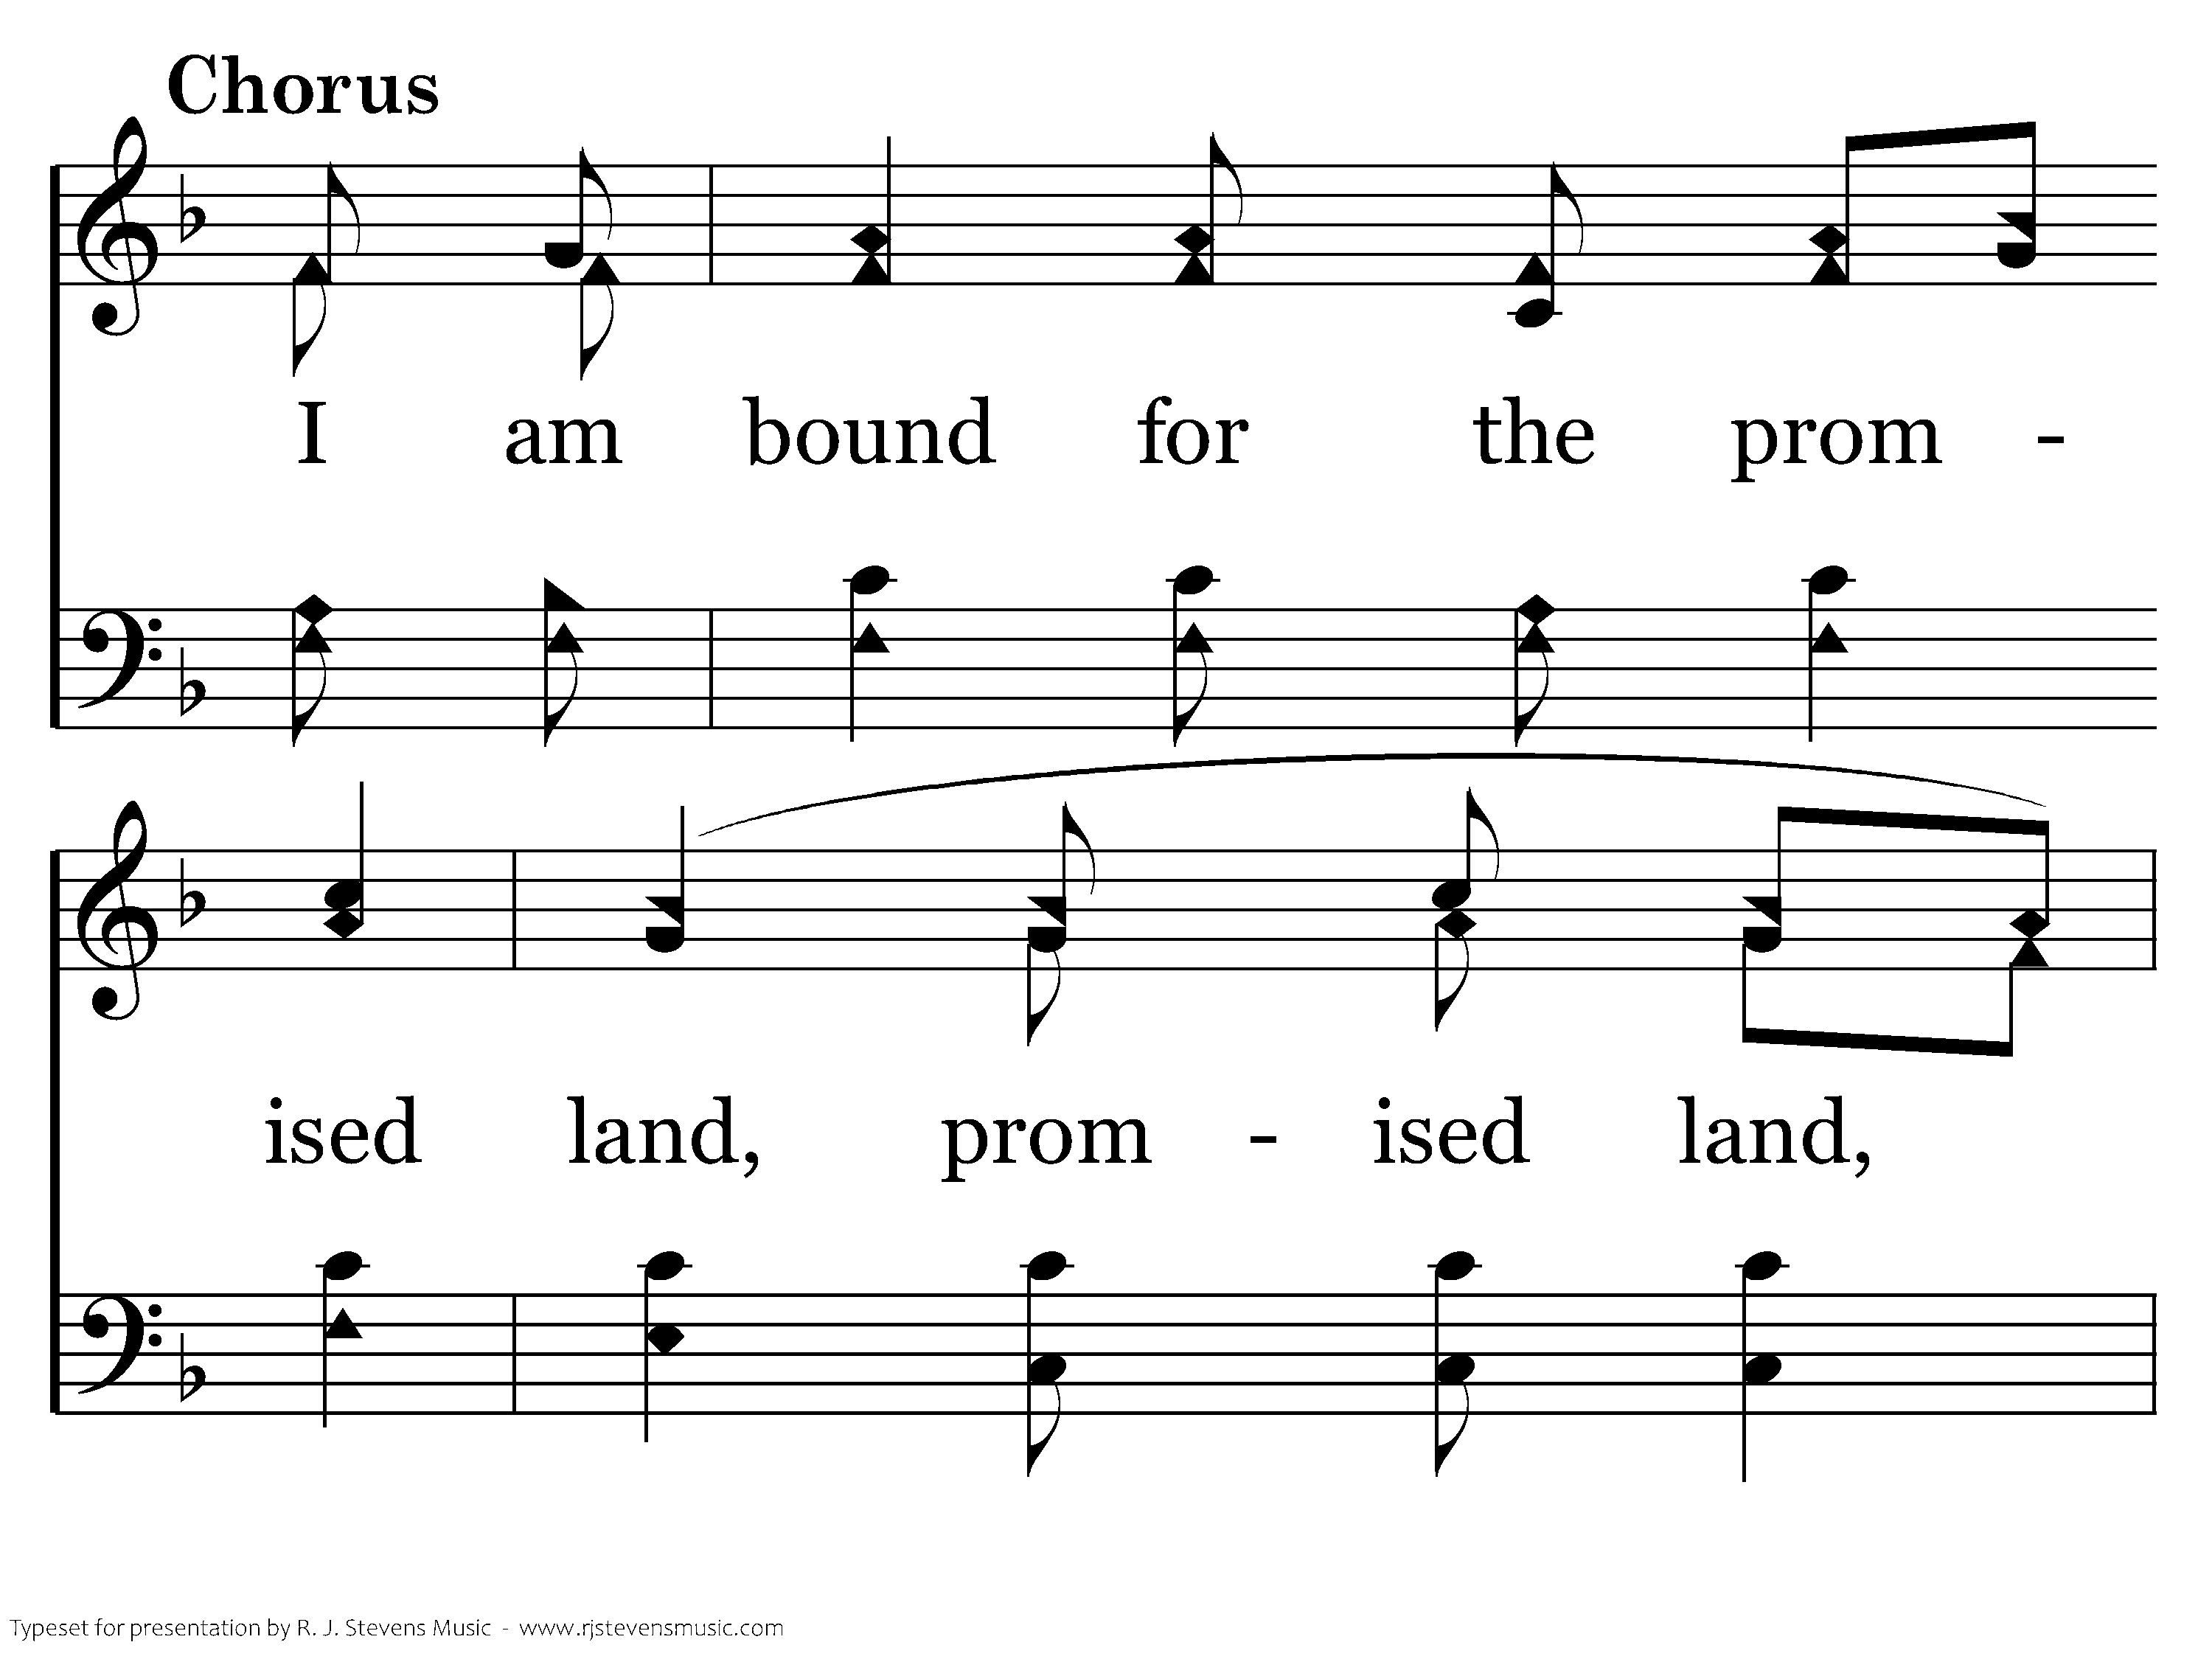 Chorus
I am bound for the prom -
ised land, prom - ised land,
Typeset for presentation by R. J. Stevens Music - www.rjstevensmusic.com